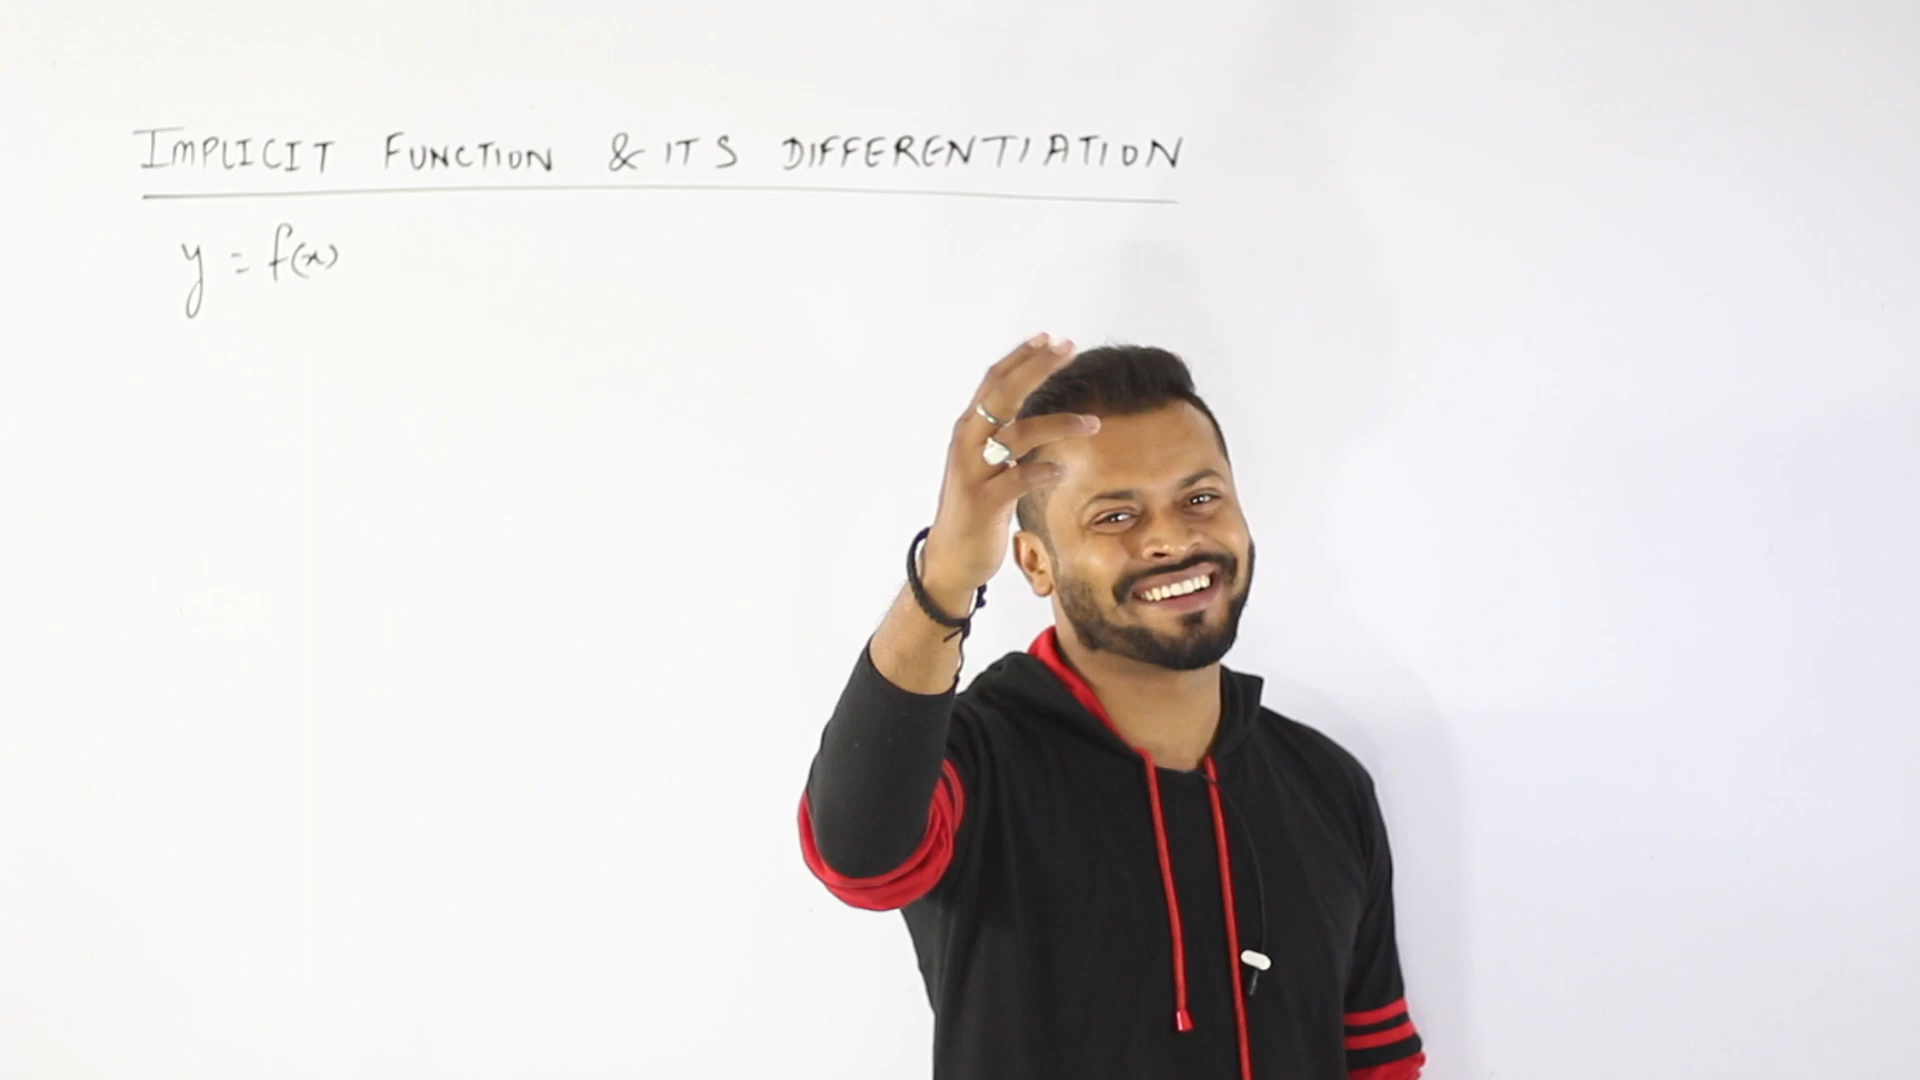 IMPLICIT FUNCTION & ITS DIFFERENTIATION
y = f(x)